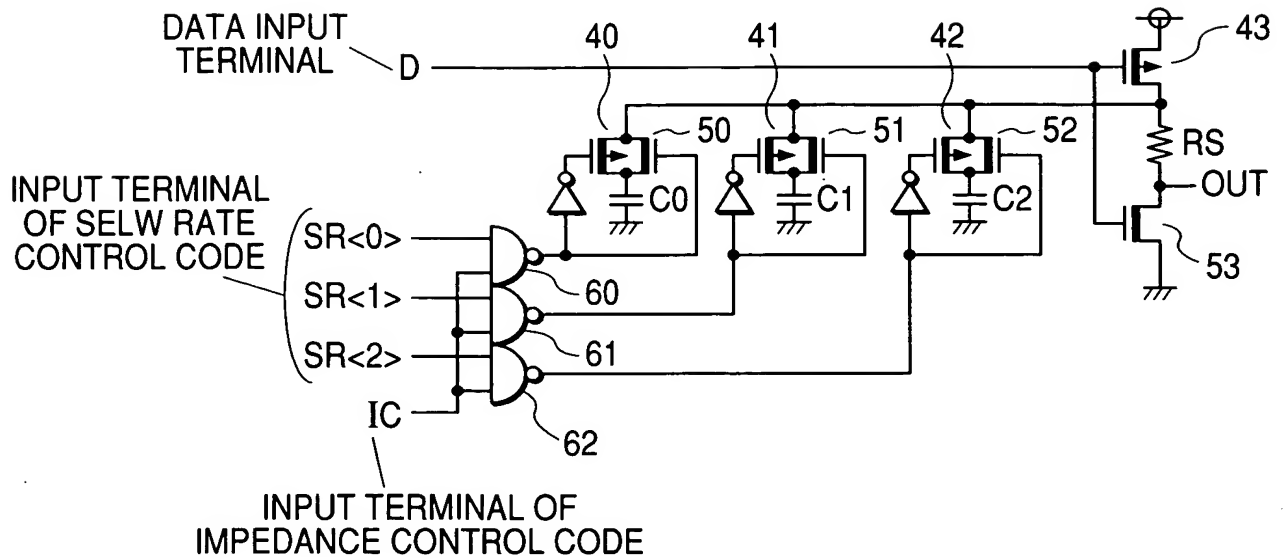 DATA INPUT
TERMINAL
D
40
41
42
43
50
51
52
RS
OUT
C0
C1
C2
53
INPUT TERMINAL
OF SELW RATE
CONTROL CODE
SR<0>
SR<1>
SR<2>
IC
60
61
62
INPUT TERMINAL OF
IMPEDANCE CONTROL CODE